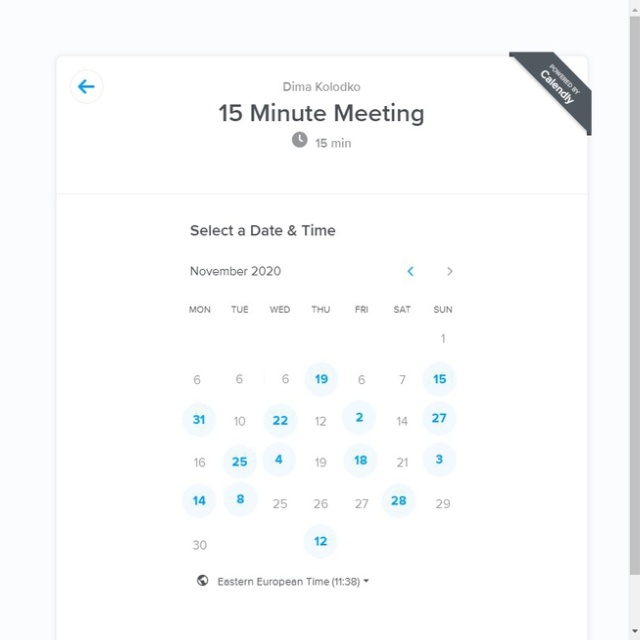 Dima Kolodko
15 Minute Meeting
15 min
POWERED BY
Calendly
Select a Date & Time
November 2020
MON TUE WED THU FRI SAT SUN
1
6 6 6 19 6 7 15
31 10 22 12 2 14 27
16 25 4 19 18 21 3
14 8 25 26 27 28 29
30 12
Eastern European Time (11:38)